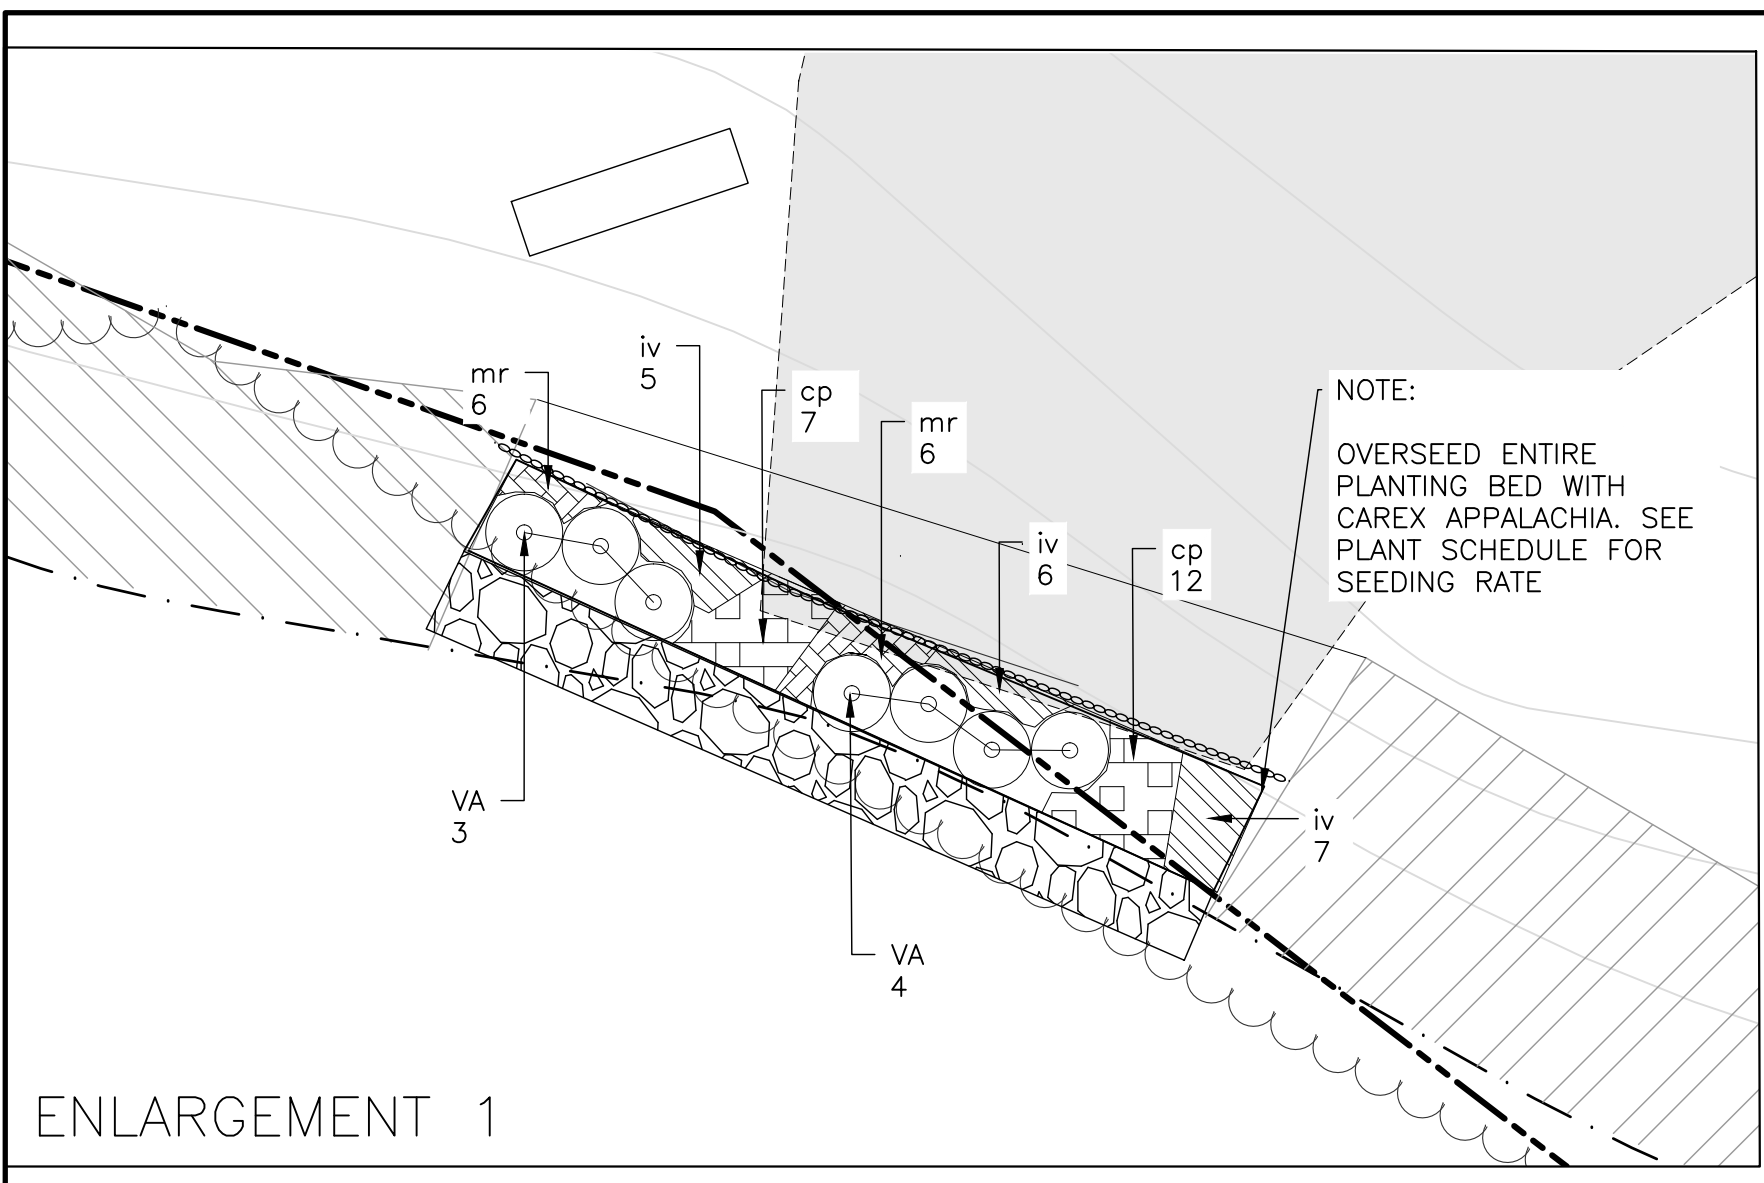 iv
5
mr
6
cp
7
mr
6
NOTE:
OVERSEED ENTIRE
PLANTING BED WITH
CAREX APPALACHIA. SEE
PLANT SCHEDULE FOR
SEEDING RATE
iv
6
cp
12
VA
3
iv
7
VA
4
ENLARGEMENT 1